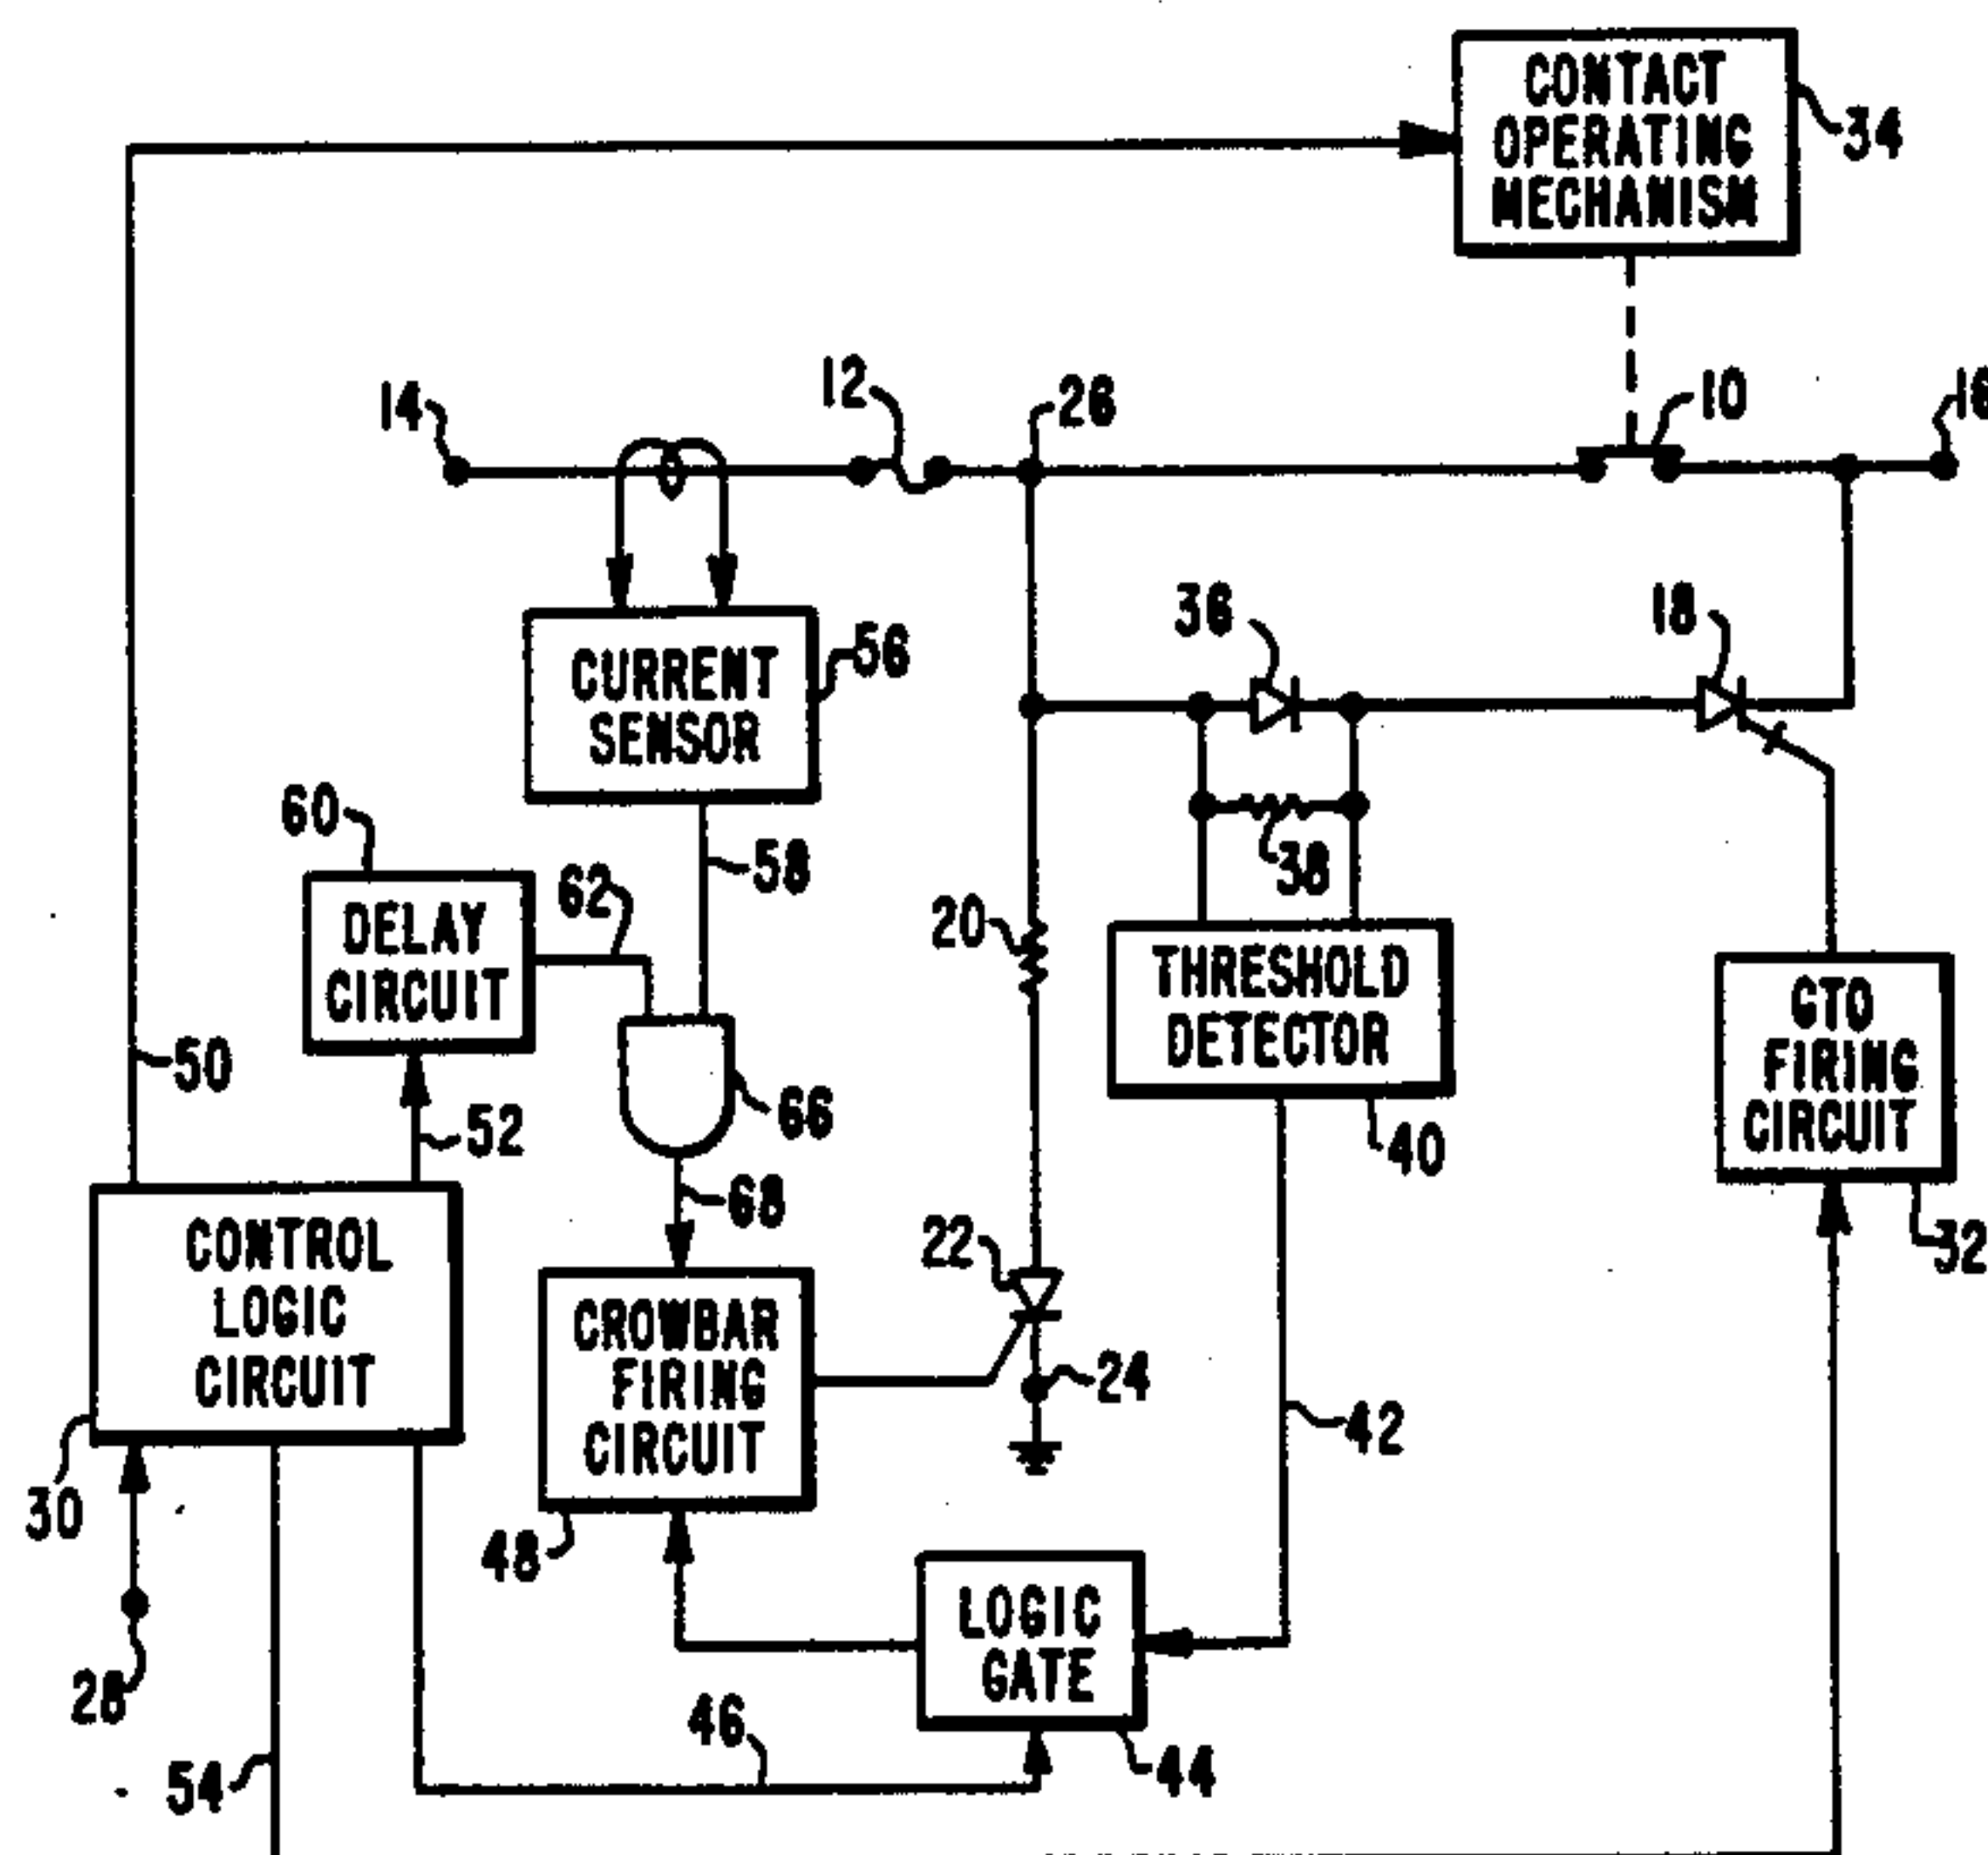 CONTACT
OPERATING
MECHANISM
34
14
12
26
10
16
36
18
CURRENT
SENSOR
56
60
62
58
38
DELAY
CIRCUIT
20
THRESHOLD
DETECTOR
GTO
FIRING
CIRCUIT
50
52
66
40
68
32
CONTROL
LOGIC
CIRCUIT
22
CROWBAR
FIRING
CIRCUIT
24
42
30
48
LOGIC
GATE
28
46
54
44